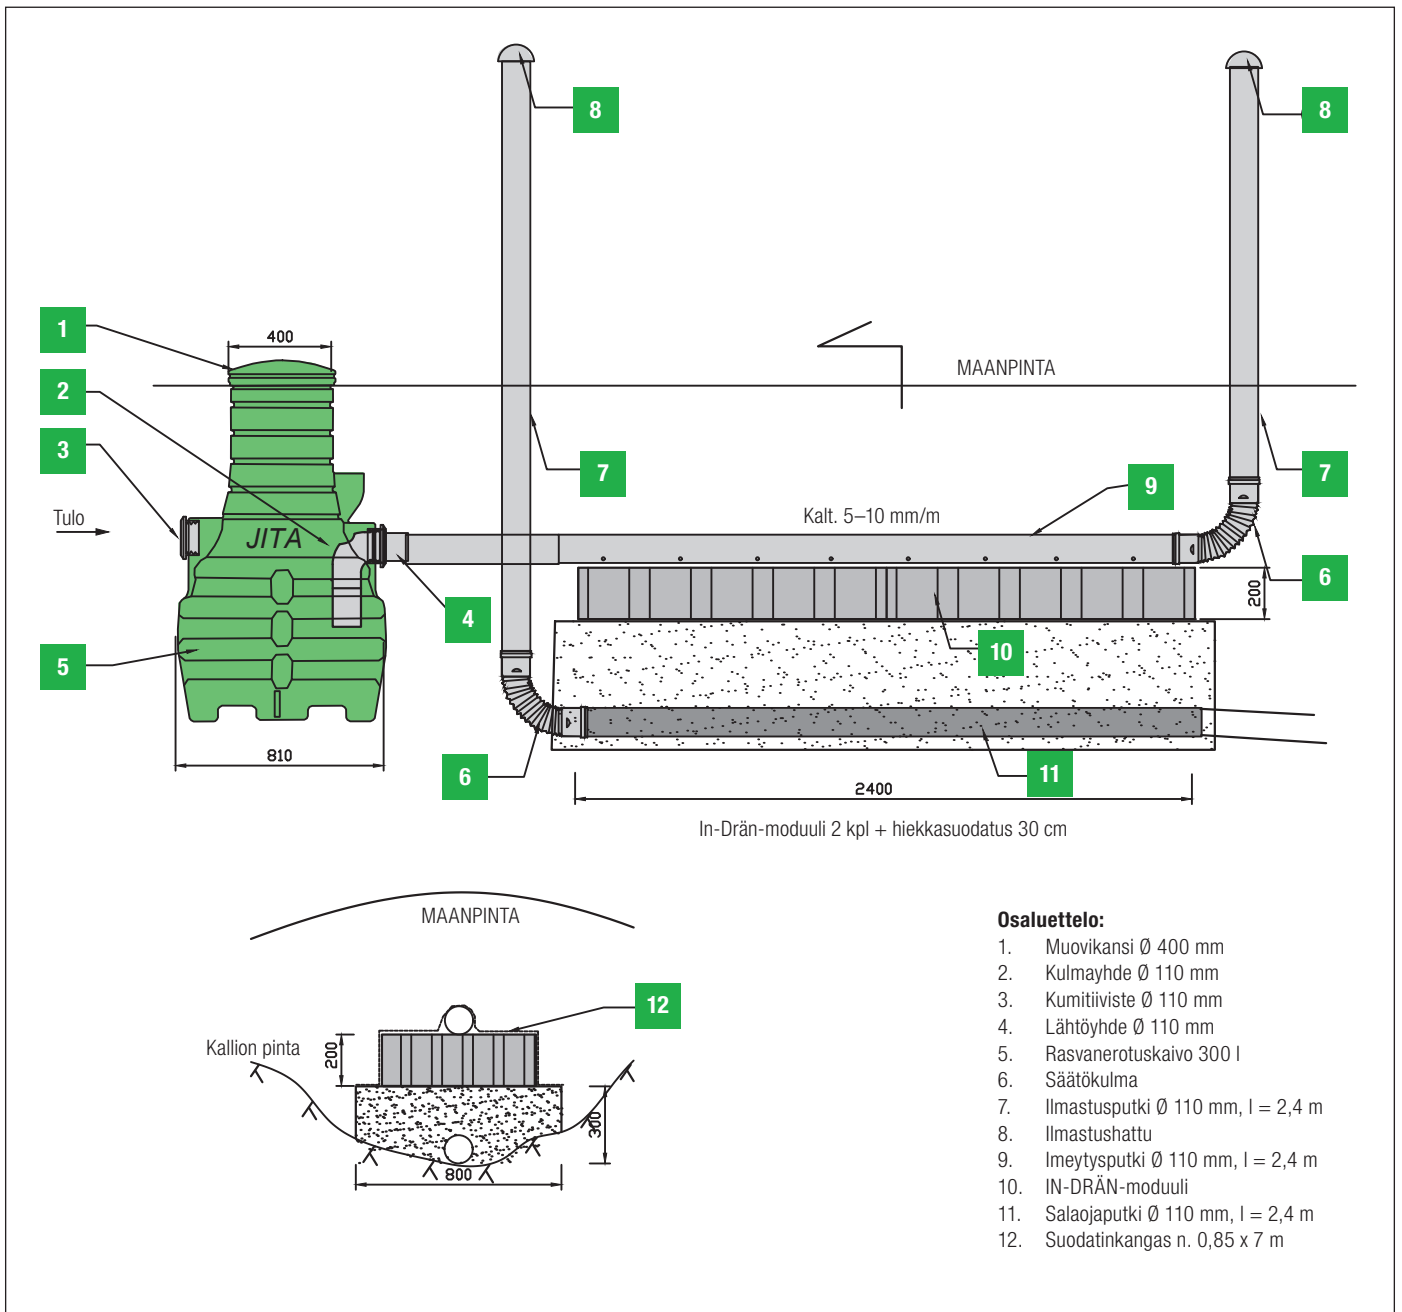 8
8
1
400
MAANPINTA
2
3
7
7
9
Tulo
Kalt. 5–10 mm/m
JITA
6
200
4
10
5
810
6
11
2400
In-Drän-moduuli 2 kpl + hiekkasuodatus 30 cm
MAANPINTA
12
Kallion pinta
200
300
800
Osaluettelo:
1. Muovikansi Ø 400 mm
2. Kulmayhde Ø 110 mm
3. Kumitiiviste Ø 110 mm
4. Lähtöyhde Ø 110 mm
5. Rasvanerotuskaivo 300 l
6. Säätökulma
7. Ilmastusputki Ø 110 mm, l = 2,4 m
8. Ilmastushattu
9. Imeytysputki Ø 110 mm, l = 2,4 m
10. IN-DRÄN-moduuli
11. Salaojaputki Ø 110 mm, l = 2,4 m
12. Suodatinkangas n. 0,85 x 7 m